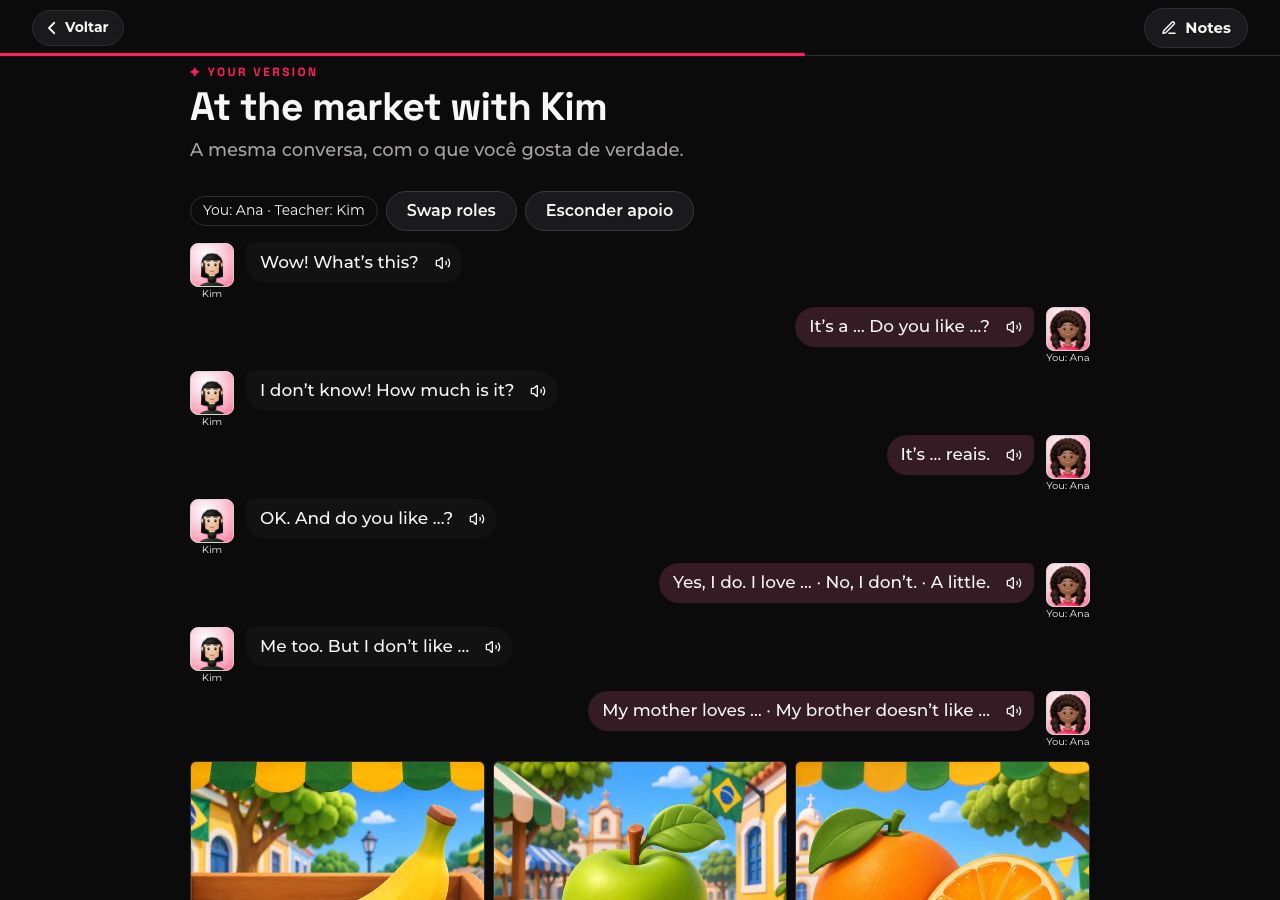 Voltar
Notes
YOUR VERSION
At the market with Kim
A mesma conversa, com o que você gosta de verdade.
You: Ana · Teacher: Kim
Swap roles
Esconder apoio
Wow! What’s this?
Kim
It’s a ... Do you like ...?
You: Ana
I don’t know! How much is it?
Kim
It’s ... reais.
You: Ana
OK. And do you like ...?
Kim
Yes, I do. I love ... · No, I don’t. · A little.
You: Ana
Me too. But I don’t like ...
Kim
My mother loves ... · My brother doesn’t like ...
You: Ana